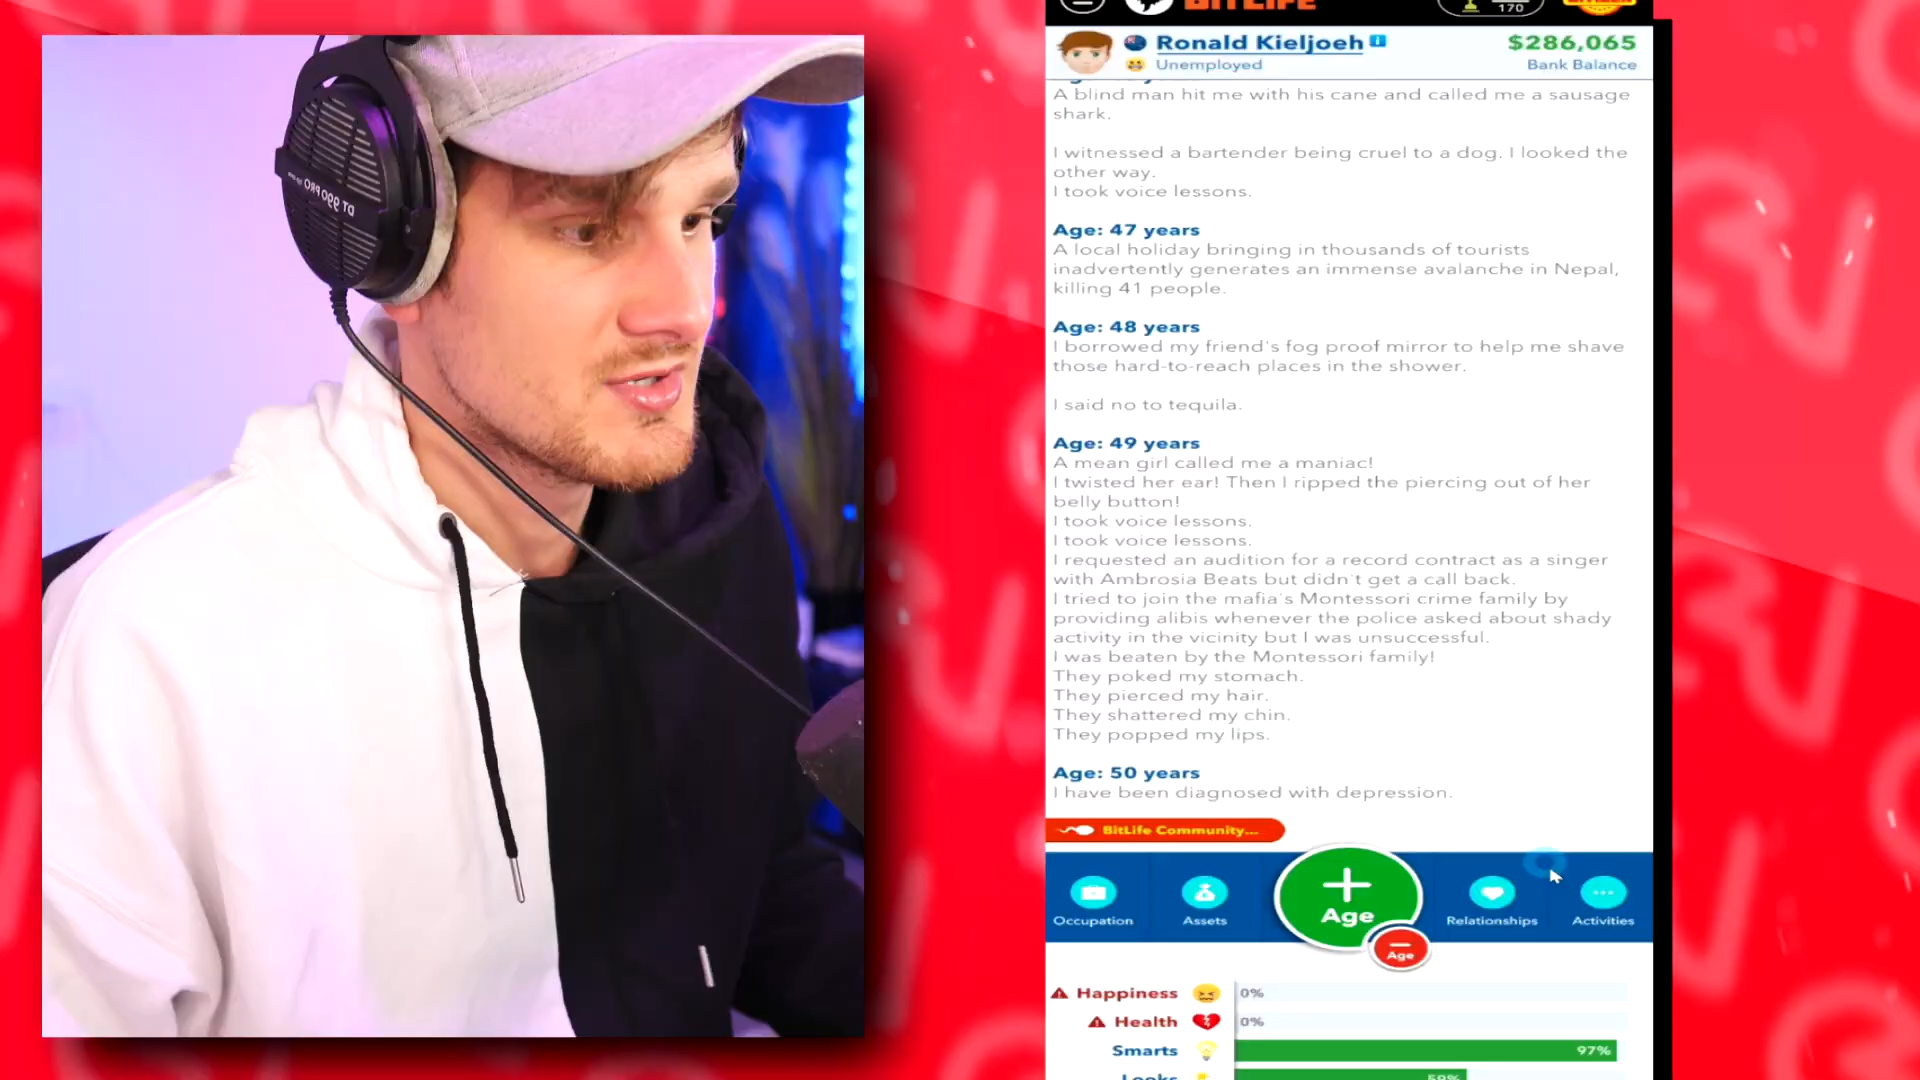 BitLife
170
Ronald Kieljoeh
$286,065
Unemployed
Bank Balance
A blind man hit me with his cane and called me a sausage
shark.
I witnessed a bartender being cruel to a dog. I looked the
other way.
I took voice lessons.
Age: 47 years
A local holiday bringing in thousands of tourists
inadvertently generates an immense avalanche in Nepal,
killing 41 people.
Age: 48 years
I borrowed my friend's fog proof mirror to help me shave
those hard-to-reach places in the shower.
I said no to tequila.
Age: 49 years
A mean girl called me a maniac!
I twisted her ear! Then I ripped the piercing out of her
belly button!
I took voice lessons.
I took voice lessons.
I requested an audition for a record contract as a singer
with Ambrosia Beats but didn't get a call back.
I tried to join the mafia's Montessori crime family by
providing alibis whenever the police asked about shady
activity in the vicinity but I was unsuccessful.
I was beaten by the Montessori family!
They poked my stomach.
They pierced my hair.
They shattered my chin.
They popped my lips.
Age: 50 years
I have been diagnosed with depression.
BitLife Community...
Occupation
Assets
Age
Relationships
Activities
Age
Happiness 0%
Health 0%
Smarts 97%
Looks 59%
DT 990 PRO